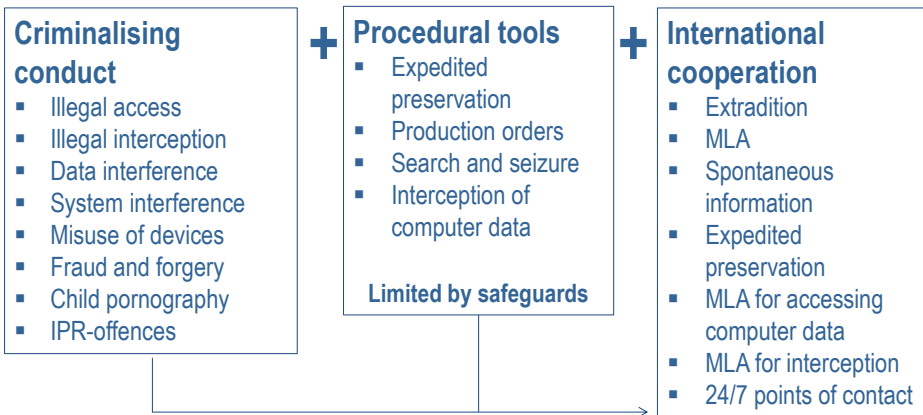 Criminalising
conduct
▪ Illegal access
▪ Illegal interception
▪ Data interference
▪ System interference
▪ Misuse of devices
▪ Fraud and forgery
▪ Child pornography
▪ IPR-offences
+
Procedural tools
▪ Expedited
preservation
▪ Production orders
▪ Search and seizure
▪ Interception of
computer data
Limited by safeguards
+
International
cooperation
▪ Extradition
▪ MLA
▪ Spontaneous
information
▪ Expedited
preservation
▪ MLA for accessing
computer data
▪ MLA for interception
▪ 24/7 points of contact